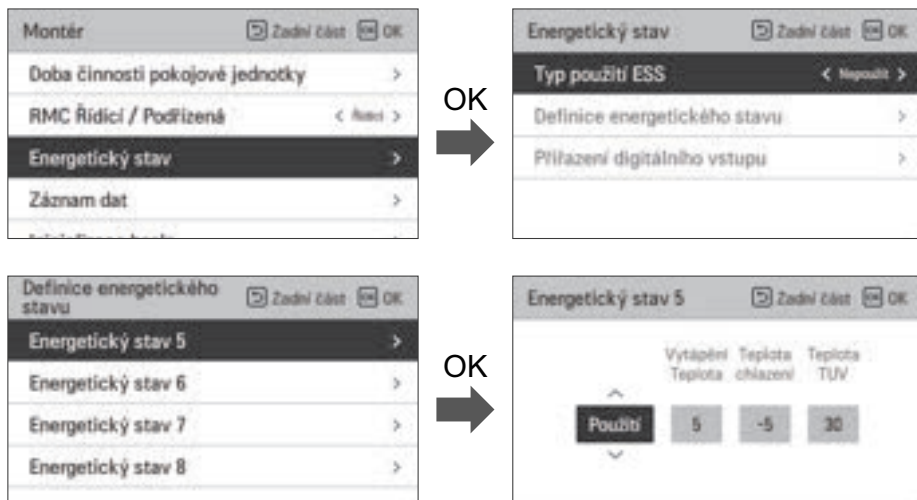 Montér Zadní část OK
Doba činnosti pokojové jednotky
RMC Řídicí / Podřízená
Energetický stav
Záznam dat
OK
Energetický stav Zadní část OK
Typ použití ESS Nepoužít
Definice energetického stavu
Přiřazení digitálního vstupu
Definice energetického
stavu Zadní část OK
Energetický stav 5
Energetický stav 6
Energetický stav 7
Energetický stav 8
OK
Energetický stav 5 Zadní část OK
Vytápění Teplota Teplota
Teplota chlazení TUV
Použití 5 -5 30